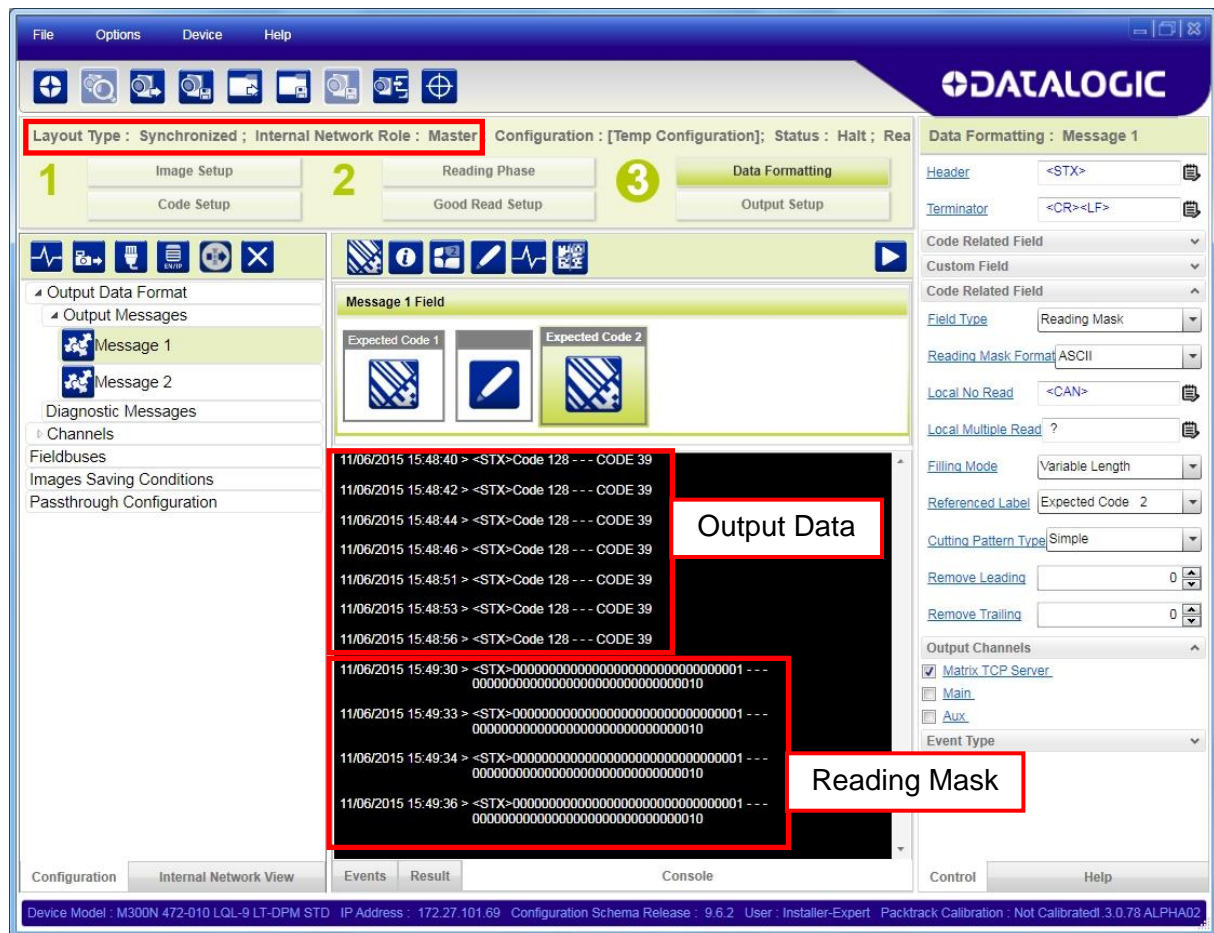 File Options Device Help
DATALOGIC
Layout Type : Synchronized ; Internal Network Role : Master Configuration : [Temp Configuration]; Status : Halt ; Rea
1 Image Setup
Code Setup
2 Reading Phase
Good Read Setup
3 Data Formatting
Output Setup
EN/IP
Output Data Format
Output Messages
Message 1
Message 2
Diagnostic Messages
Channels
Fieldbuses
Images Saving Conditions
Passthrough Configuration
Configuration Internal Network View
Message 1 Field
Expected Code 1
Expected Code 2
11/06/2015 15:48:40 > <STX>Code 128 - - - CODE 39
11/06/2015 15:48:42 > <STX>Code 128 - - - CODE 39
11/06/2015 15:48:44 > <STX>Code 128 - - - CODE 39
11/06/2015 15:48:46 > <STX>Code 128 - - - CODE 39
11/06/2015 15:48:51 > <STX>Code 128 - - - CODE 39
11/06/2015 15:48:53 > <STX>Code 128 - - - CODE 39
11/06/2015 15:48:56 > <STX>Code 128 - - - CODE 39
Output Data
11/06/2015 15:49:30 > <STX>00000000000000000000000000000001 - - -
00000000000000000000000000000010
11/06/2015 15:49:33 > <STX>00000000000000000000000000000001 - - -
00000000000000000000000000000010
11/06/2015 15:49:34 > <STX>00000000000000000000000000000001 - - -
00000000000000000000000000000010
11/06/2015 15:49:36 > <STX>00000000000000000000000000000001 - - -
00000000000000000000000000000010
Reading Mask
Events Result Console
Data Formatting : Message 1
Header <STX>
Terminator <CR><LF>
Code Related Field
Custom Field
Code Related Field
Field Type Reading Mask
Reading Mask Format ASCII
Local No Read <CAN>
Local Multiple Read ?
Filling Mode Variable Length
Referenced Label Expected Code 2
Cutting Pattern Type Simple
Remove Leading 0
Remove Trailing 0
Output Channels
Matrix TCP Server
Main
Aux
Event Type
Control Help
Device Model : M300N 472-010 LQL-9 LT-DPM STD IP Address : 172.27.101.69 Configuration Schema Release : 9.6.2 User : Installer-Expert Packtrack Calibration : Not Calibrated1.3.0.78 ALPHA02